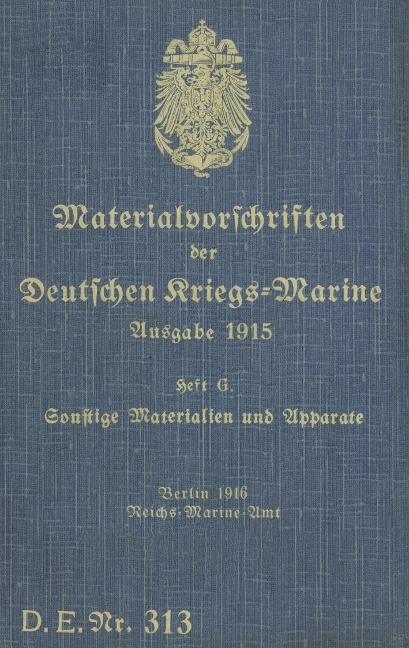 Materialvorschriften
der
Deutschen Kriegs=Marine
Ausgabe 1915
Heft G.
Sonstige Materialien und Apparate
Berlin 1916
Reichs-Marine-Amt
D. E. Nr. 313